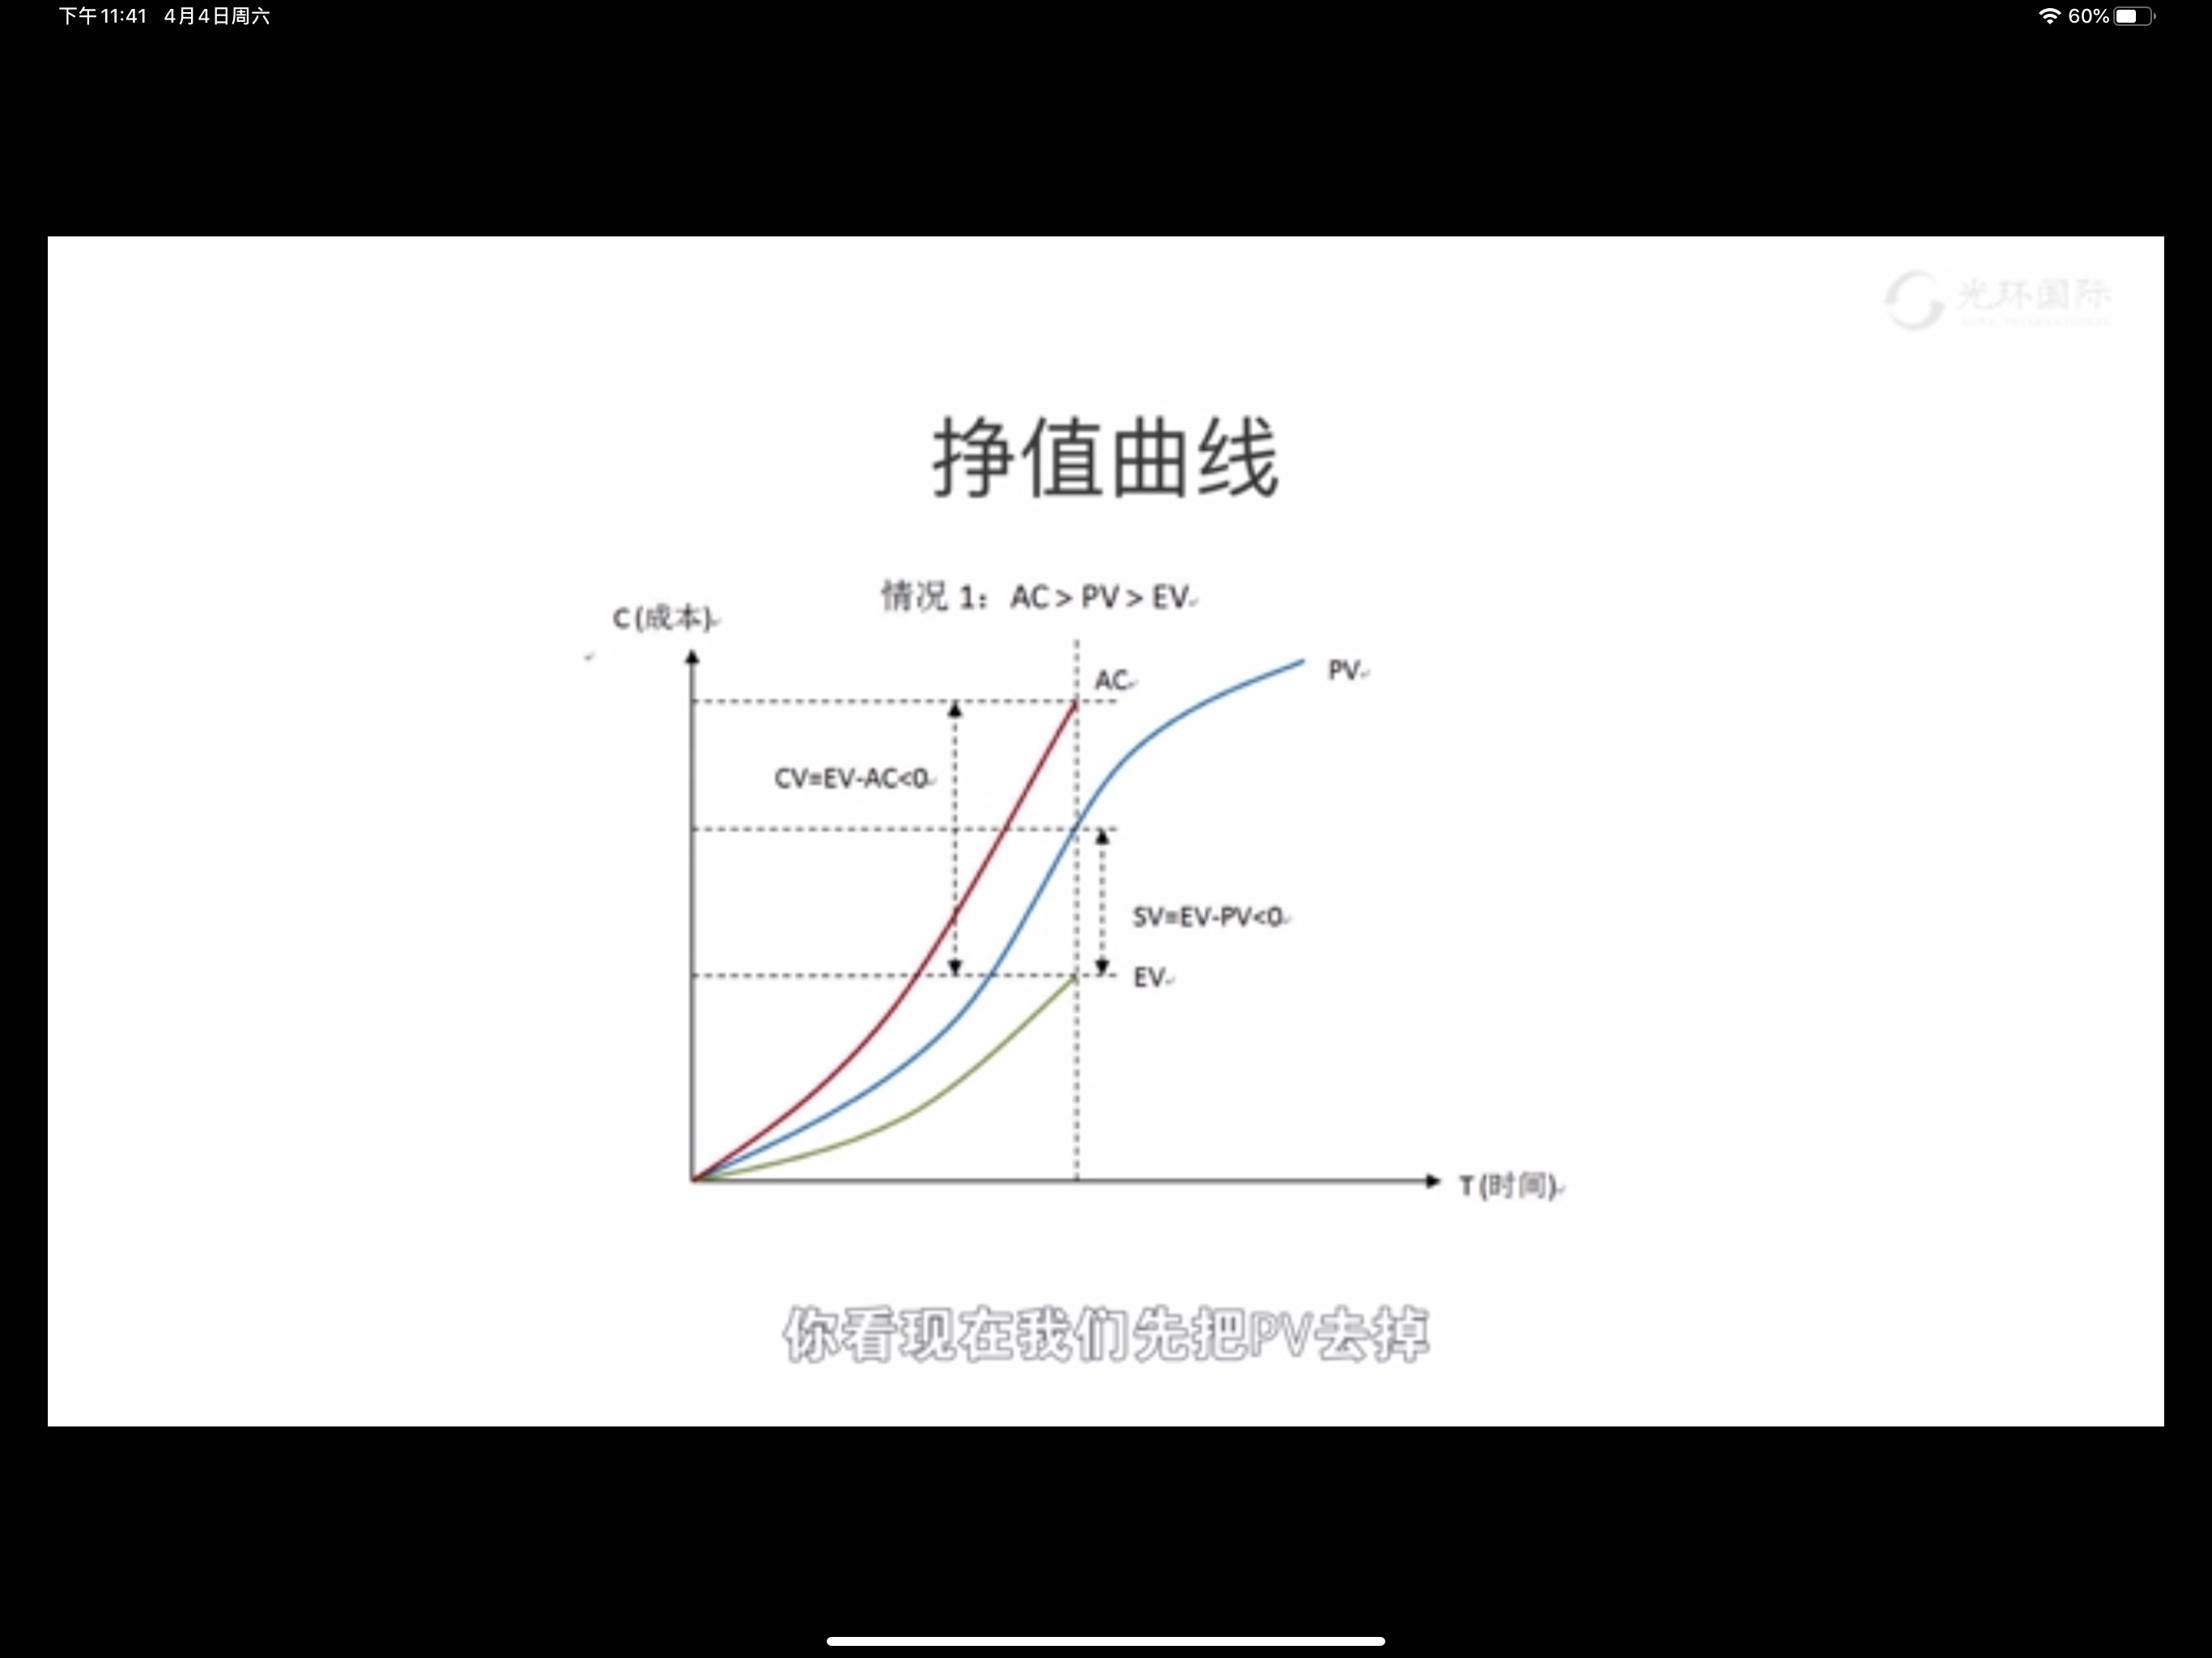 下午11:41 4月4日周六
60%
光环国际
挣值曲线
情况 1：AC > PV > EV
C (成本)
AC
PV
CV=EV-AC<0
SV=EV-PV<0
EV
T (时间)
你看现在我们先把PV去掉